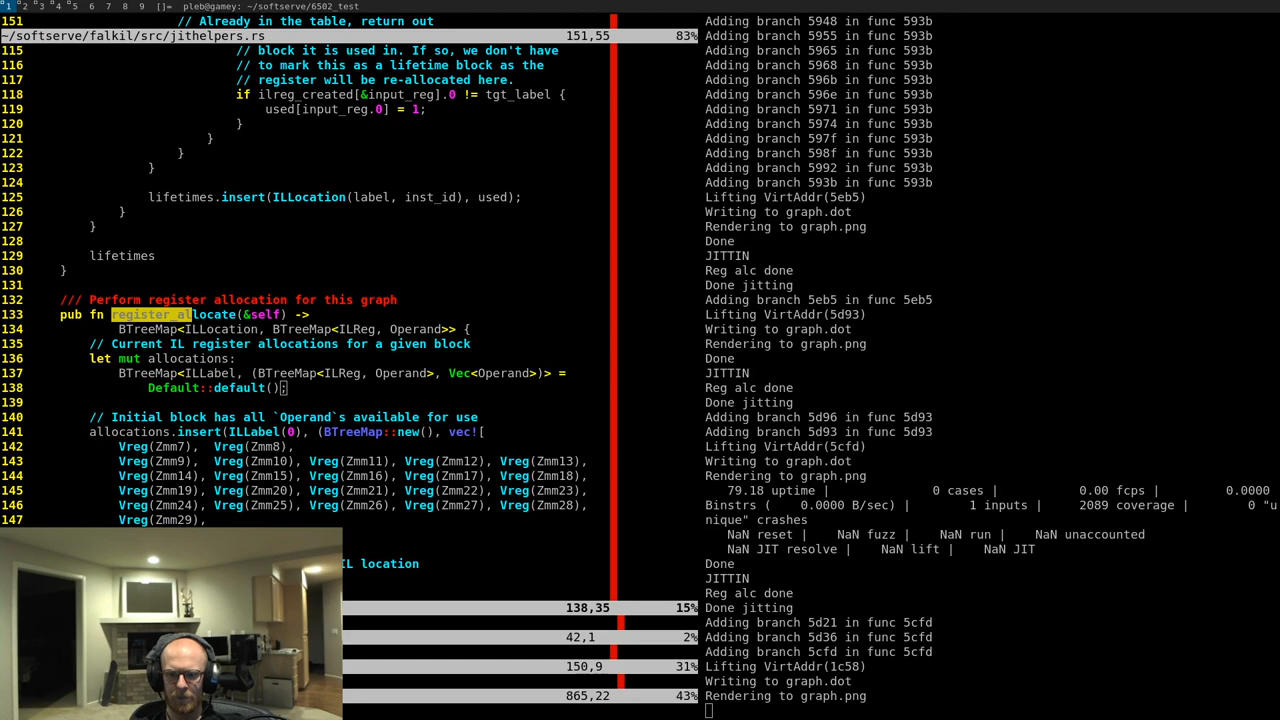 1 2 3 4 5 6 7 8 9 []= pleb@gamey: ~/softserve/6502_test
151 // Already in the table, return out
~/softserve/falkil/src/jithelpers.rs 151,55 83%
115 // block it is used in. If so, we don't have
116 // to mark this as a lifetime block as the
117 // register will be re-allocated here.
118 if ilreg_created[&input_reg].0 != tgt_label {
119 used[input_reg.0] = 1;
120 }
121 }
122 }
123 }
124
125 lifetimes.insert(ILLocation(label, inst_id), used);
126 }
127 }
128
129 lifetimes
130 }
131
132 /// Perform register allocation for this graph
133 pub fn register_allocate(&self) ->
134 BTreeMap<ILLocation, BTreeMap<ILReg, Operand>> {
135 // Current IL register allocations for a given block
136 let mut allocations:
137 BTreeMap<ILLabel, (BTreeMap<ILReg, Operand>, Vec<Operand>)> =
138 Default::default();
139
140 // Initial block has all `Operand`s available for use
141 allocations.insert(ILLabel(0), (BTreeMap::new(), vec![
142 Vreg(Zmm7), Vreg(Zmm8),
143 Vreg(Zmm9), Vreg(Zmm10), Vreg(Zmm11), Vreg(Zmm12), Vreg(Zmm13),
144 Vreg(Zmm14), Vreg(Zmm15), Vreg(Zmm16), Vreg(Zmm17), Vreg(Zmm18),
145 Vreg(Zmm19), Vreg(Zmm20), Vreg(Zmm21), Vreg(Zmm22), Vreg(Zmm23),
146 Vreg(Zmm24), Vreg(Zmm25), Vreg(Zmm26), Vreg(Zmm27), Vreg(Zmm28),
147 Vreg(Zmm29),
IL location
138,35 15%
42,1 2%
150,9 31%
865,22 43%
Adding branch 5948 in func 593b
Adding branch 5955 in func 593b
Adding branch 5965 in func 593b
Adding branch 5968 in func 593b
Adding branch 596b in func 593b
Adding branch 596e in func 593b
Adding branch 5971 in func 593b
Adding branch 5974 in func 593b
Adding branch 597f in func 593b
Adding branch 598f in func 593b
Adding branch 5992 in func 593b
Adding branch 593b in func 593b
Lifting VirtAddr(5eb5)
Writing to graph.dot
Rendering to graph.png
Done
JITTIN
Reg alc done
Done jitting
Adding branch 5eb5 in func 5eb5
Lifting VirtAddr(5d93)
Writing to graph.dot
Rendering to graph.png
Done
JITTIN
Reg alc done
Done jitting
Adding branch 5d96 in func 5d93
Adding branch 5d93 in func 5d93
Lifting VirtAddr(5cfd)
Writing to graph.dot
Rendering to graph.png
79.18 uptime | 0 cases | 0.00 fcps | 0.0000
Binstrs ( 0.0000 B/sec) | 1 inputs | 2089 coverage | 0 "u
nique" crashes
NaN reset | NaN fuzz | NaN run | NaN unaccounted
NaN JIT resolve | NaN lift | NaN JIT
Done
JITTIN
Reg alc done
Done jitting
Adding branch 5d21 in func 5cfd
Adding branch 5d36 in func 5cfd
Adding branch 5cfd in func 5cfd
Lifting VirtAddr(1c58)
Writing to graph.dot
Rendering to graph.png